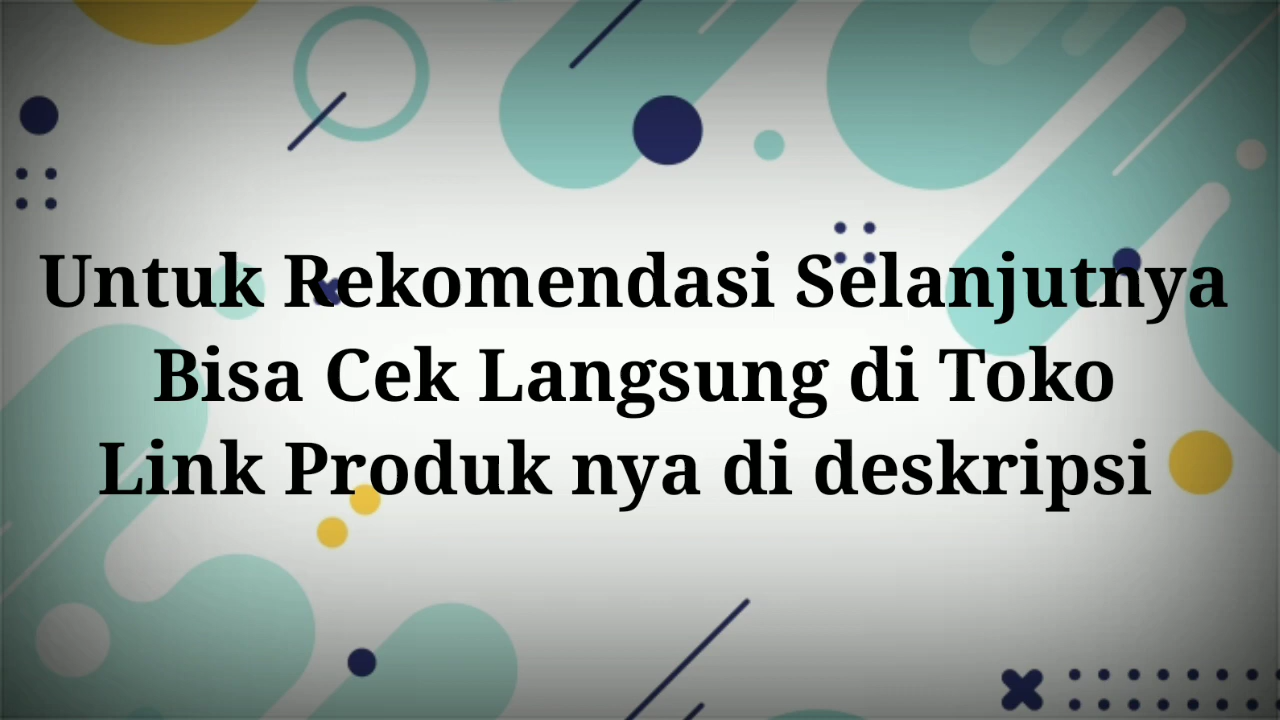 Untuk Rekomendasi Selanjutnya
Bisa Cek Langsung di Toko
Link Produk nya di deskripsi